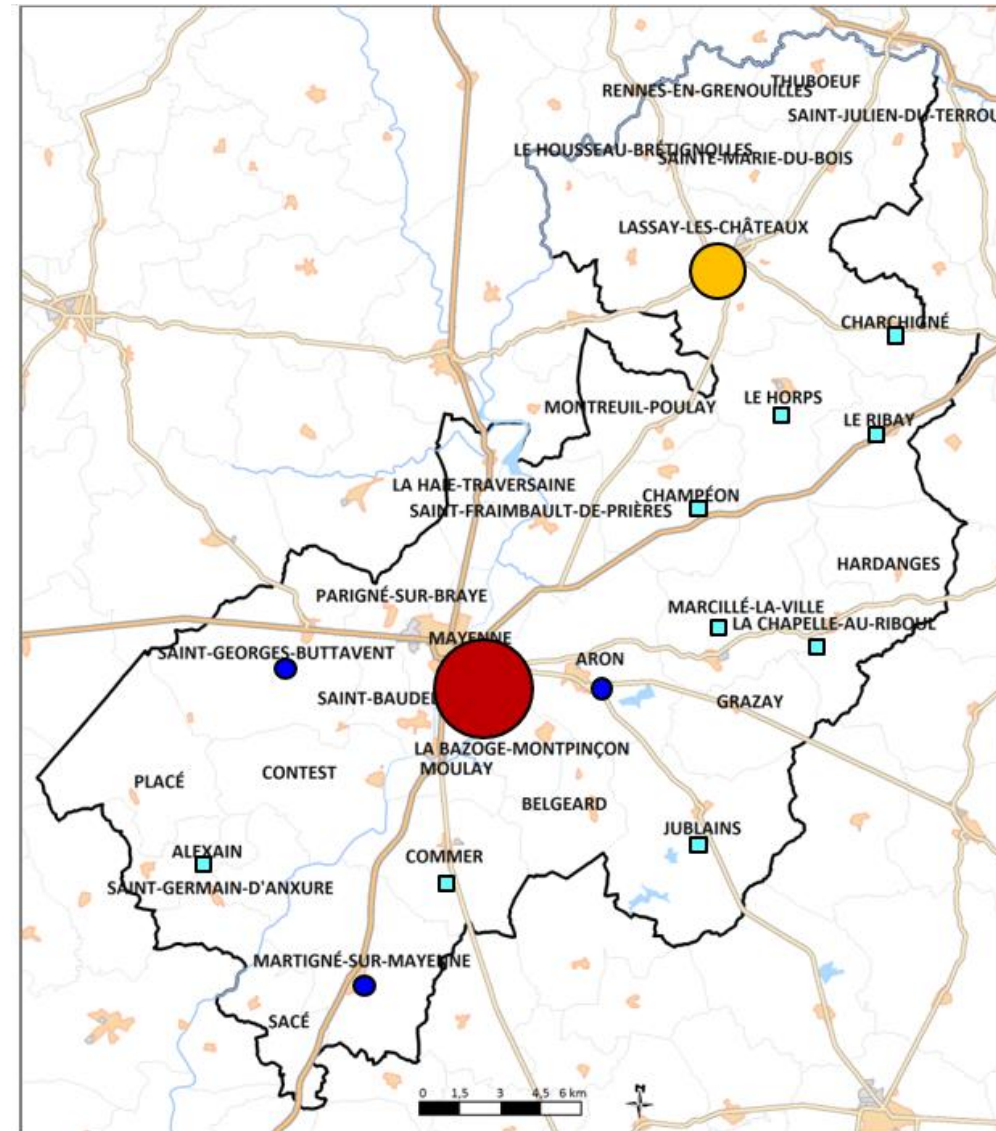 THUBOEUF
RENNES-EN-GRENOUILLES
SAINT-JULIEN-DU-TERROU
LE HOUSSEAU-BRÉTIGNOLLES
SAINTE-MARIE-DU-BOIS
LASSAY-LES-CHÂTEAUX
CHARCHIGNÉ
LE HORPS
MONTREUIL-POULAY
LE RIBAY
LA HAIE-TRAVERSAINE
CHAMPÉON
SAINT-FRAIMBAULT-DE-PRIÈRES
HARDANGES
PARIGNÉ-SUR-BRAYE
MARCILLÉ-LA-VILLE
LA CHAPELLE-AU-RIBOUL
MAYENNE
SAINT-GEORGES-BUTTAVENT
ARON
SAINT-BAUDEL
GRAZAY
LA BAZOGE-MONTPINÇON
MOULAY
CONTEST
PLACÉ
BELGEARD
JUBLAINS
ALEXAIN
COMMER
SAINT-GERMAIN-D'ANXURE
MARTIGNÉ-SUR-MAYENNE
SACÉ
0 1,5 3 4,5 6 km
N